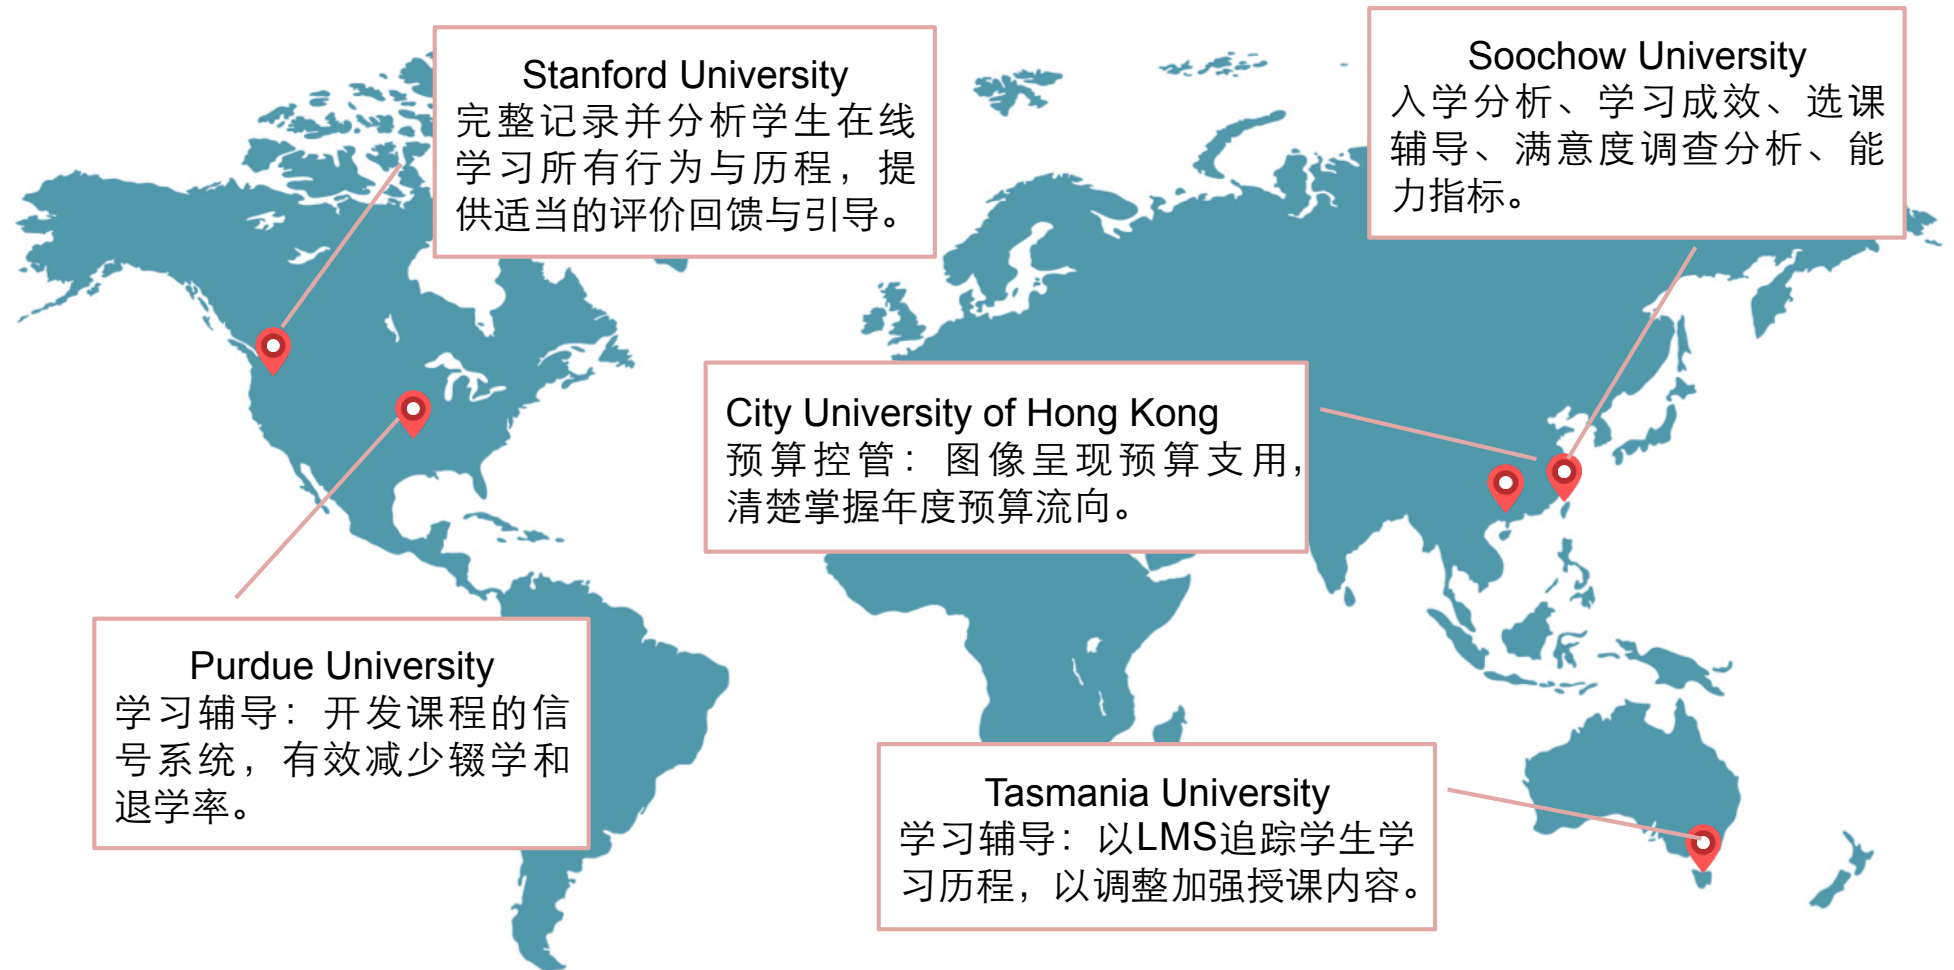 Stanford University
完整记录并分析学生在线
学习所有行为与历程，提
供适当的评价回馈与引导。
Soochow University
入学分析、学习成效、选课
辅导、满意度调查分析、能
力指标。
City University of Hong Kong
预算控管：图像呈现预算支用,
清楚掌握年度预算流向。
Purdue University
学习辅导：开发课程的信
号系统，有效减少辍学和
退学率。
Tasmania University
学习辅导：以LMS追踪学生学
习历程，以调整加强授课内容。